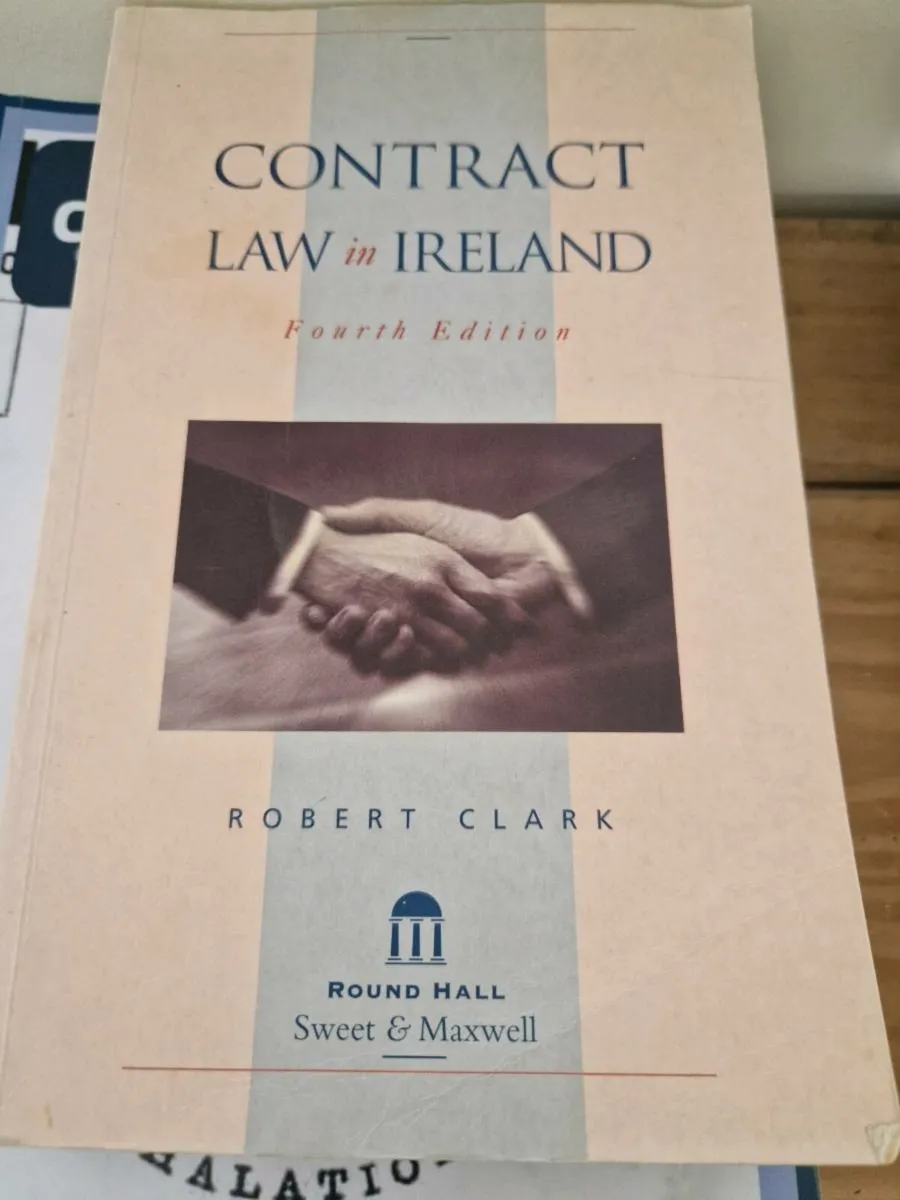 CONTRACT
LAW in IRELAND
Fourth Edition
ROBERT CLARK
ROUND HALL
Sweet & Maxwell